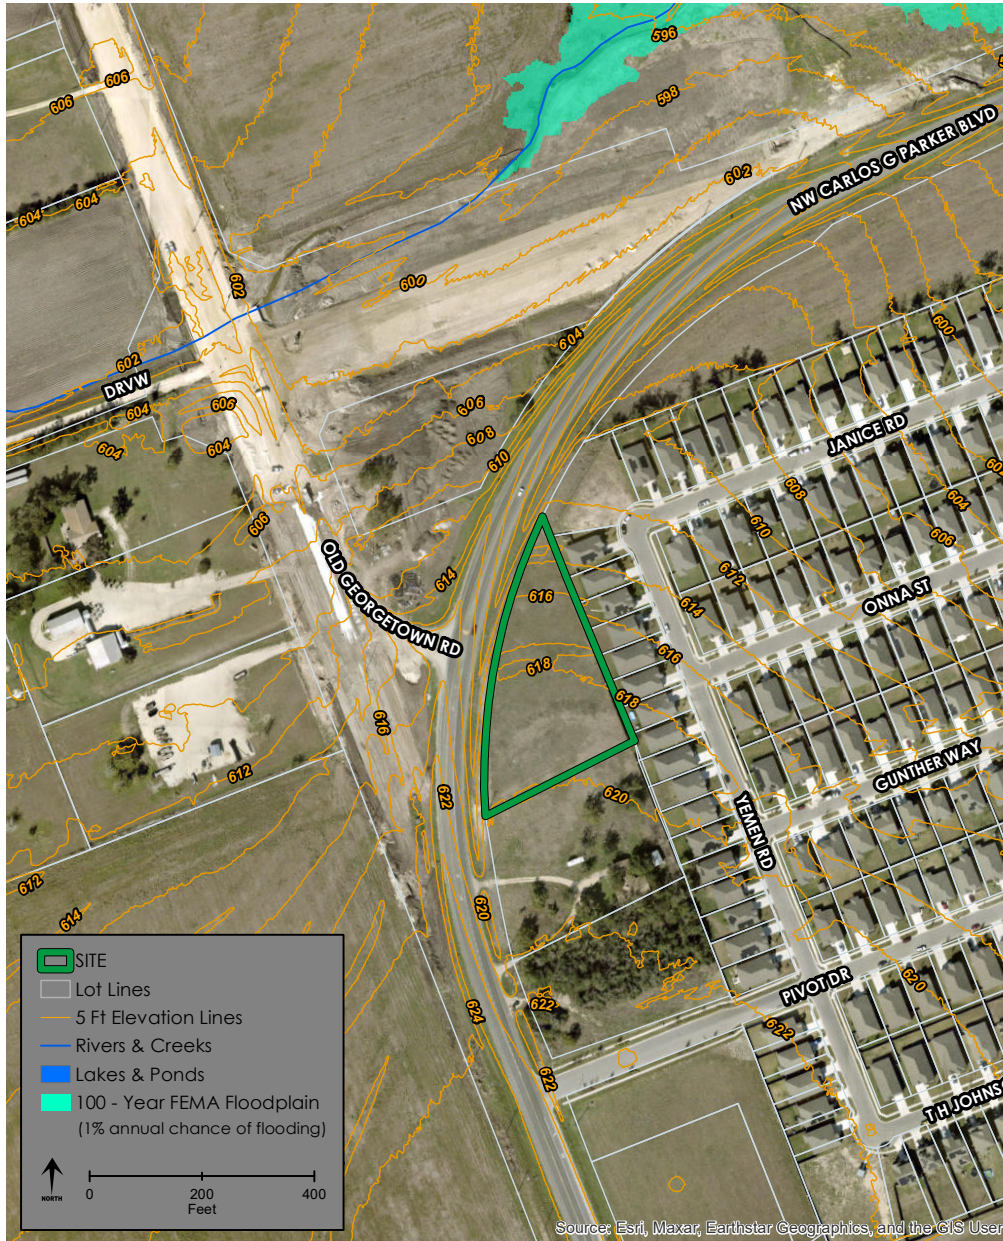 596
606
606
598
602
NW CARLOS G PARKER BLVD
604
604
602
600
600
604
602
DRVW
604
606
604
604
606
608
610
JANICE RD
608
604
610
606
606
OLD GEORGETOWN RD
612
ONNA ST
614
616
614
616
618
618
616
612
622
620
GUNTHER WAY
YEMEN RD
612
614
620
620
PIVOT DR
622
622
624
622
T H JOHNS
SITE
Lot Lines
5 Ft Elevation Lines
Rivers & Creeks
Lakes & Ponds
100 - Year FEMA Floodplain
(1% annual chance of flooding)
NORTH
0 200 400
Feet
Source: Esri, Maxar, Earthstar Geographics, and the GIS User